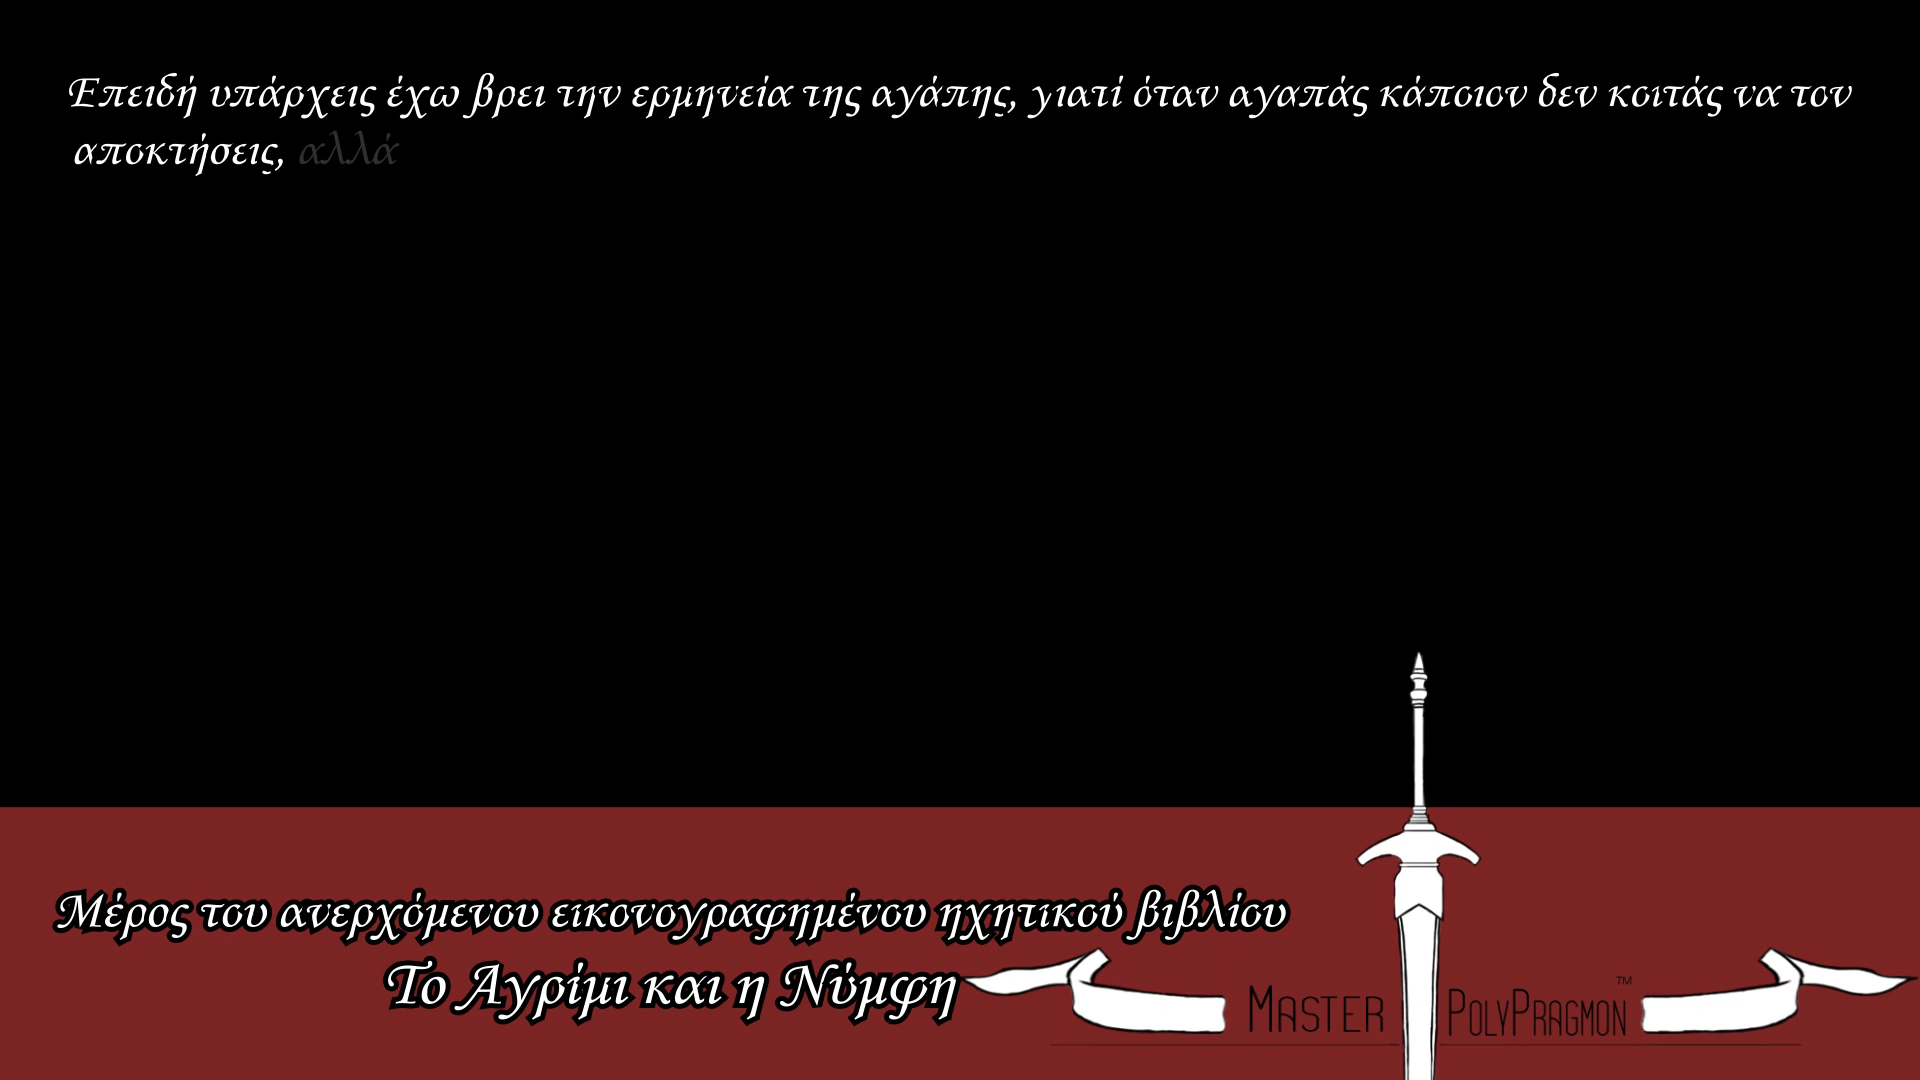 Επειδή υπάρχεις έχω βρει την ερμηνεία της αγάπης, γιατί όταν αγαπάς κάποιον δεν κοιτάς να τον
αποκτήσεις, αλλά
Μέρος του ανερχόμενου εικονογραφημένου ηχητικού βιβλίου
Το Αγρίμι και η Νύμφη
MASTER POLYPRAGMON™